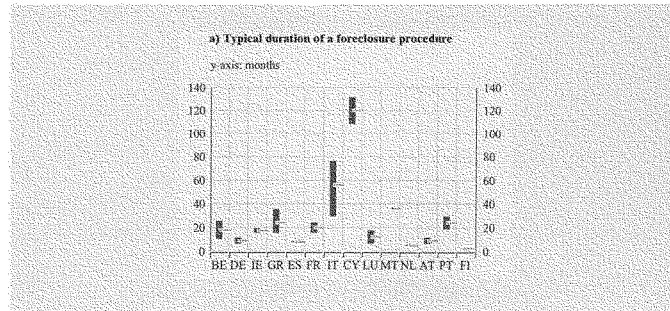 a) Typical duration of a foreclosure procedure
y-axis: months
140 140
120 120
100 100
80 80
60 60
40 40
20 20
0 0
BE DE IE GR ES FR IT CY LU MT NL AT PT FI